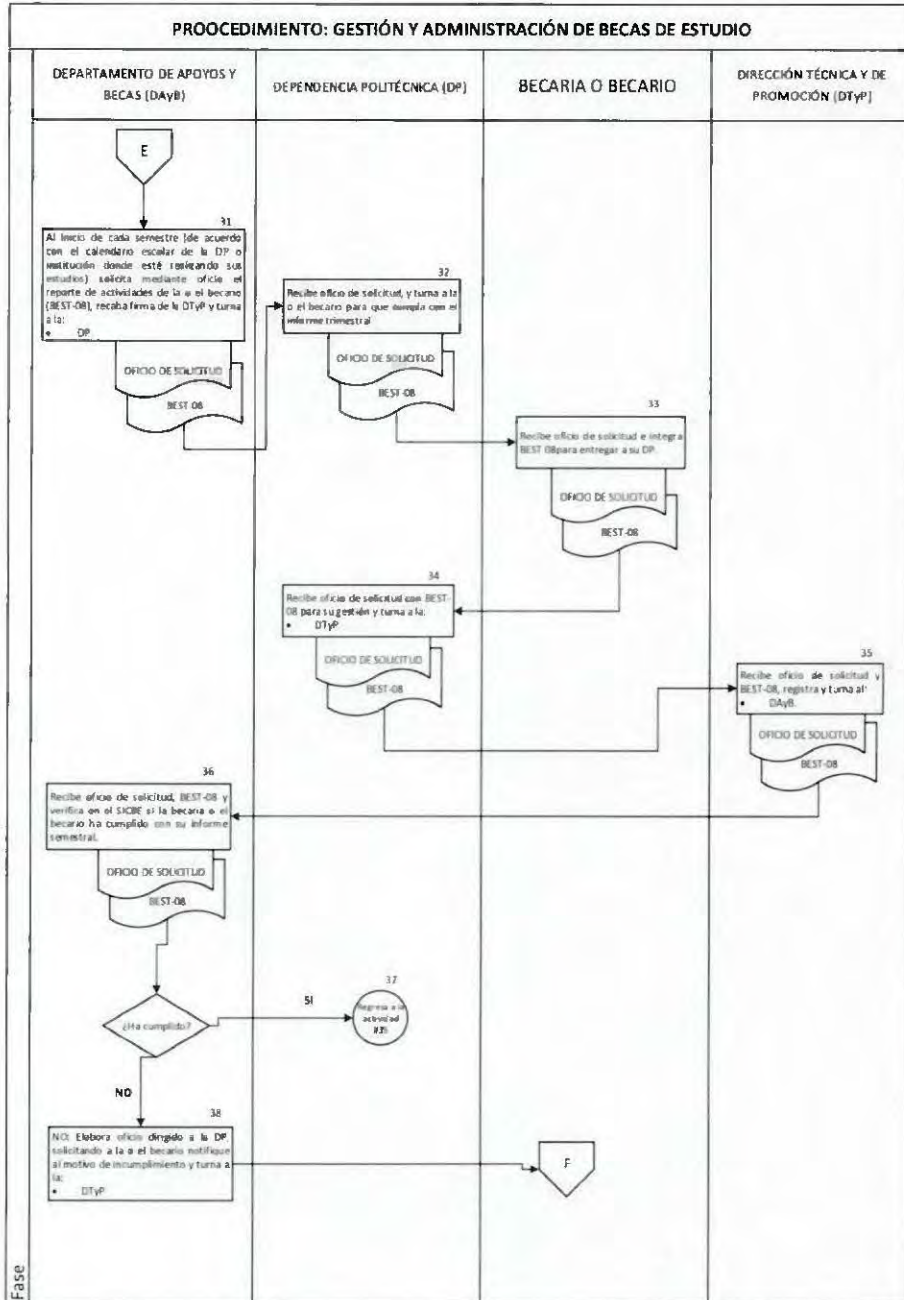 PROOCEDIMIENTO: GESTIÓN Y ADMINISTRACIÓN DE BECAS DE ESTUDIO
DEPARTAMENTO DE APOYOS Y
BECAS (DAyB)
DEPENDENCIA POLITÉCNICA (DP)
BECARIA O BECARIO
DIRECCIÓN TÉCNICA Y DE
PROMOCIÓN (DTyP)
E
31
Al inicio de cada semestre (de acuerdo
con el calendario escolar de la DP o
institución donde esté realizando sus
estudios) solicita mediante oficio el
reporte de actividades de la o el becario
(BEST-08), recaba firma de la DTyP y turna
a la:
• DP
OFICIO DE SOLICITUD
BEST-08
32
Recibe oficio de solicitud, y turna a la
o el becario para que cumpla con el
informe trimestral
OFICIO DE SOLICITUD
BEST-08
33
Recibe oficio de solicitud e integra
BEST 08para entregar a su DP.
OFICIO DE SOLICITUD
BEST-08
34
Recibe oficio de solicitud con BEST-
08 para su gestión y turna a la:
• DTyP
OFICIO DE SOLICITUD
BEST-08
35
Recibe oficio de solicitud y
BEST-08, registra y turna al:
• DAyB.
OFICIO DE SOLICITUD
BEST-08
36
Recibe oficio de solicitud, BEST-08 y
verifica en el SICBE si la becaria o el
becario ha cumplido con su informe
semestral.
OFICIO DE SOLICITUD
BEST-08
¿Ha cumplido?
SI
37
Regresa a la
actividad
NO
38
NO: Elabora oficio dirigido a la DP,
solicitando a la o el becario notifique
al motivo de incumplimiento y turna a
la:
• DTyP
F
Fase